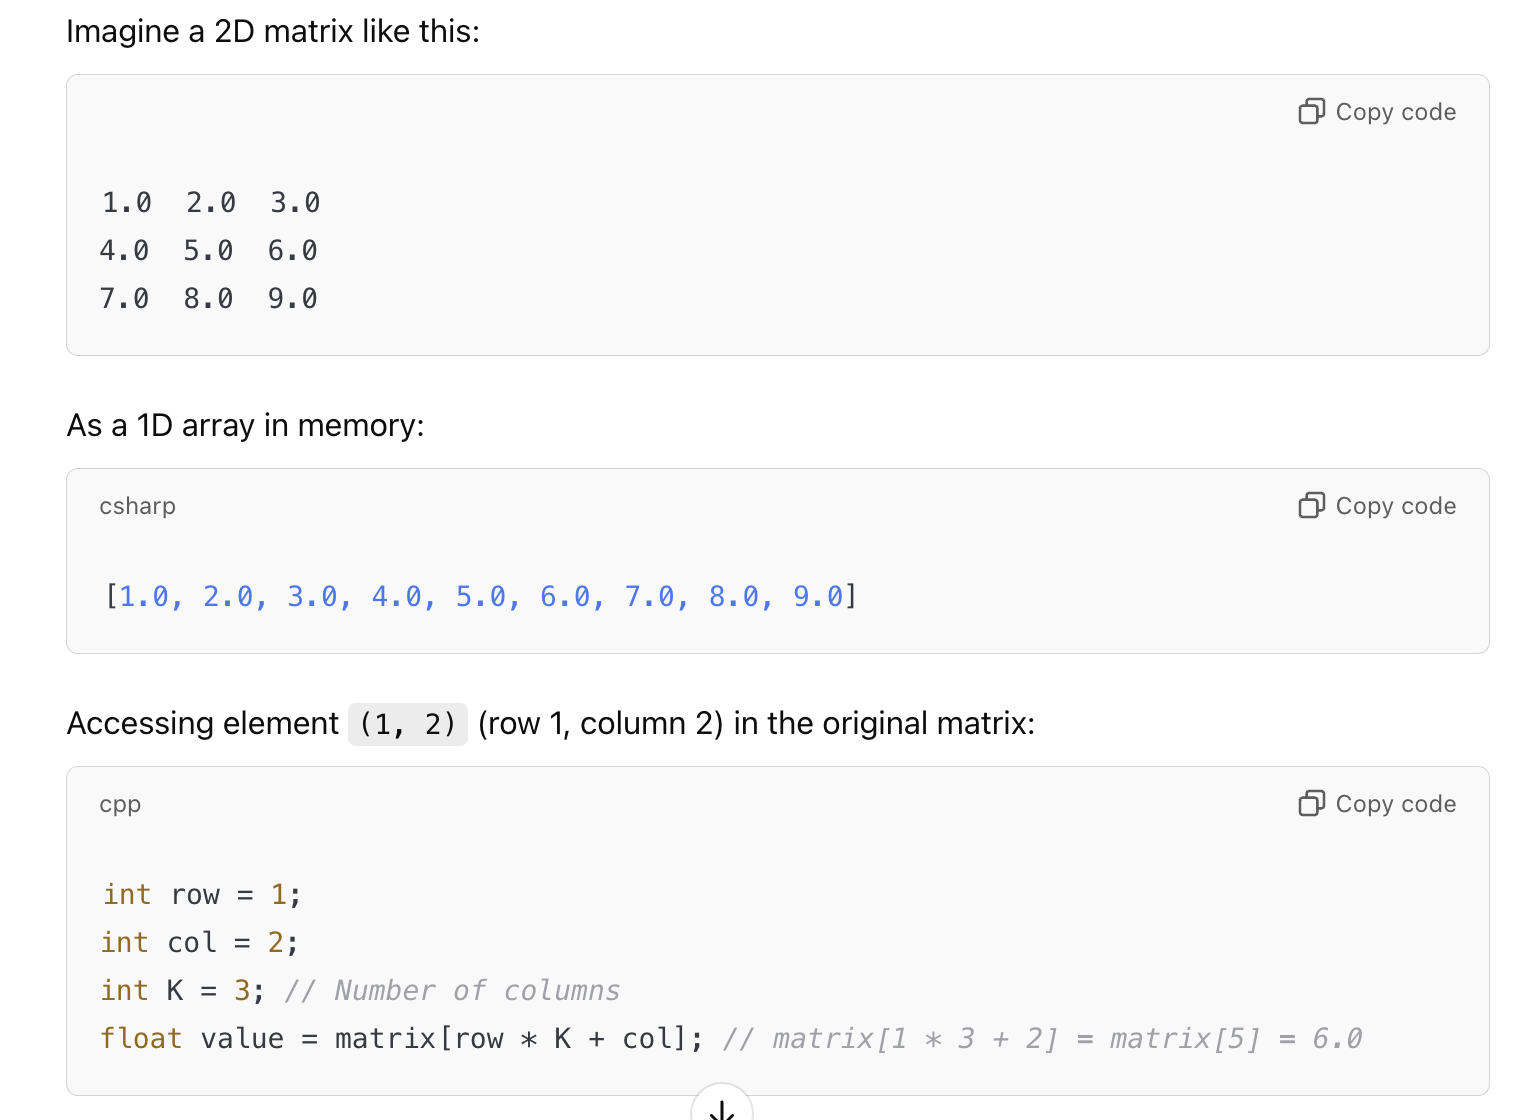 Imagine a 2D matrix like this:
Copy code
1.0  2.0  3.0
4.0  5.0  6.0
7.0  8.0  9.0
As a 1D array in memory:
csharp
Copy code
[1.0, 2.0, 3.0, 4.0, 5.0, 6.0, 7.0, 8.0, 9.0]
Accessing element (1, 2) (row 1, column 2) in the original matrix:
cpp
Copy code
int row = 1;
int col = 2;
int K = 3; // Number of columns
float value = matrix[row * K + col]; // matrix[1 * 3 + 2] = matrix[5] = 6.0